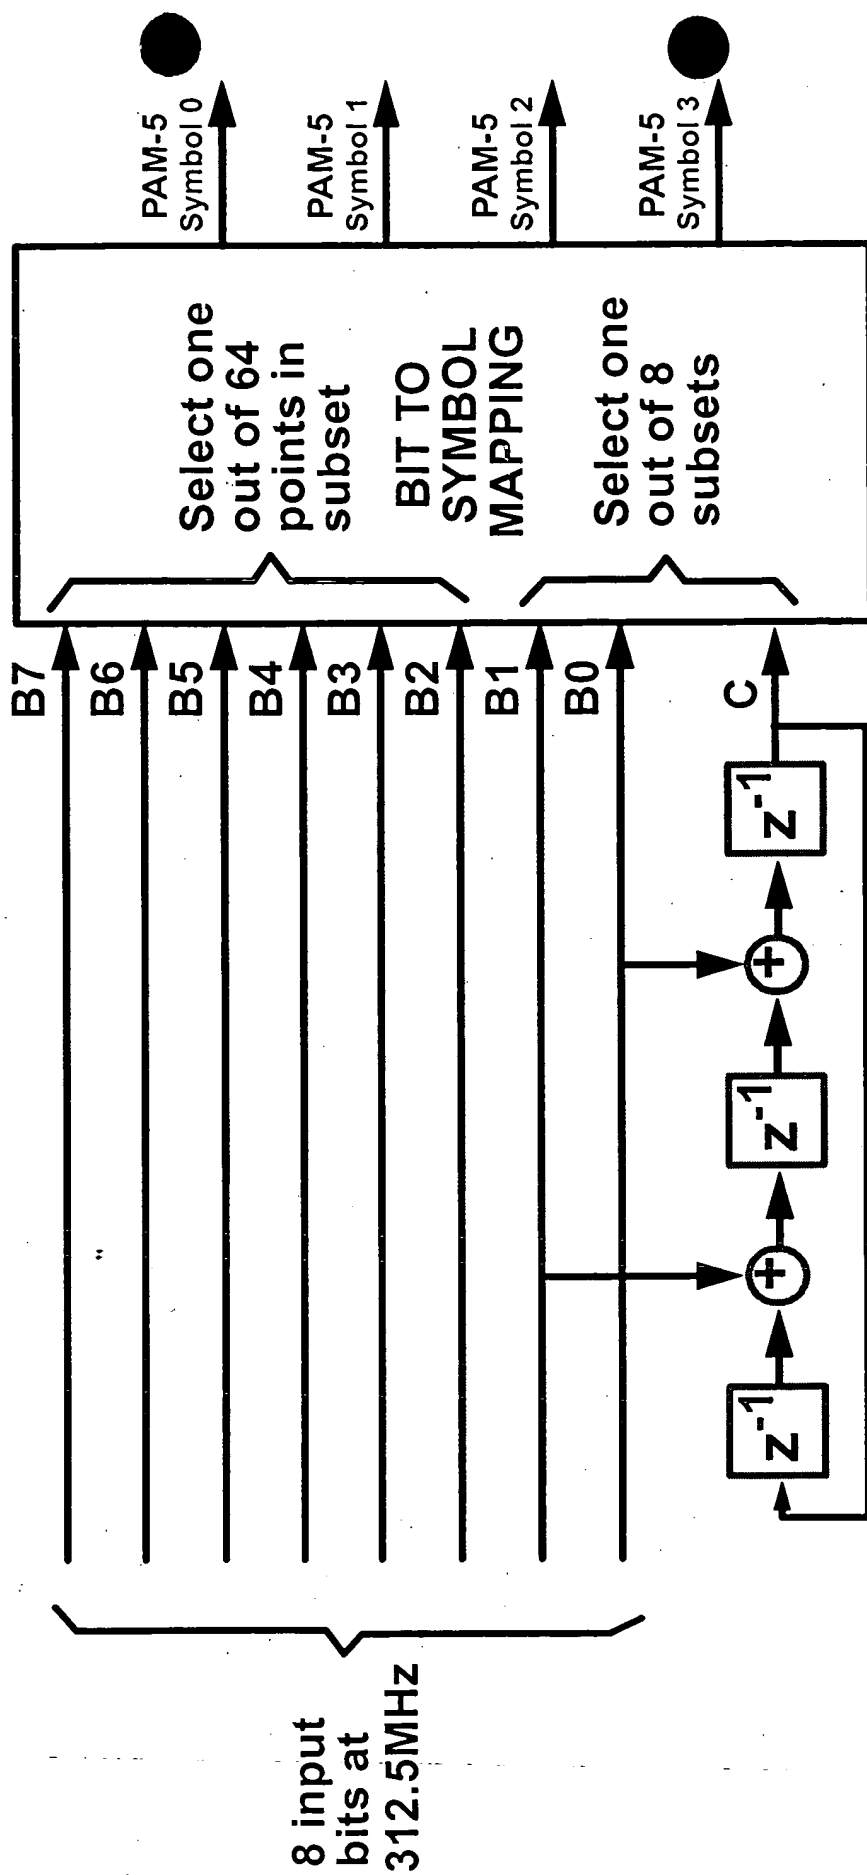 8 input
bits at
312.5MHz
B7
B6
B5
B4
B3
B2
B1
B0
C
z-1
+
z-1
+
z-1
Select one
out of 64
points in
subset
BIT TO
SYMBOL
MAPPING
Select one
out of 8
subsets
PAM-5
Symbol 0
PAM-5
Symbol 1
PAM-5
Symbol 2
PAM-5
Symbol 3